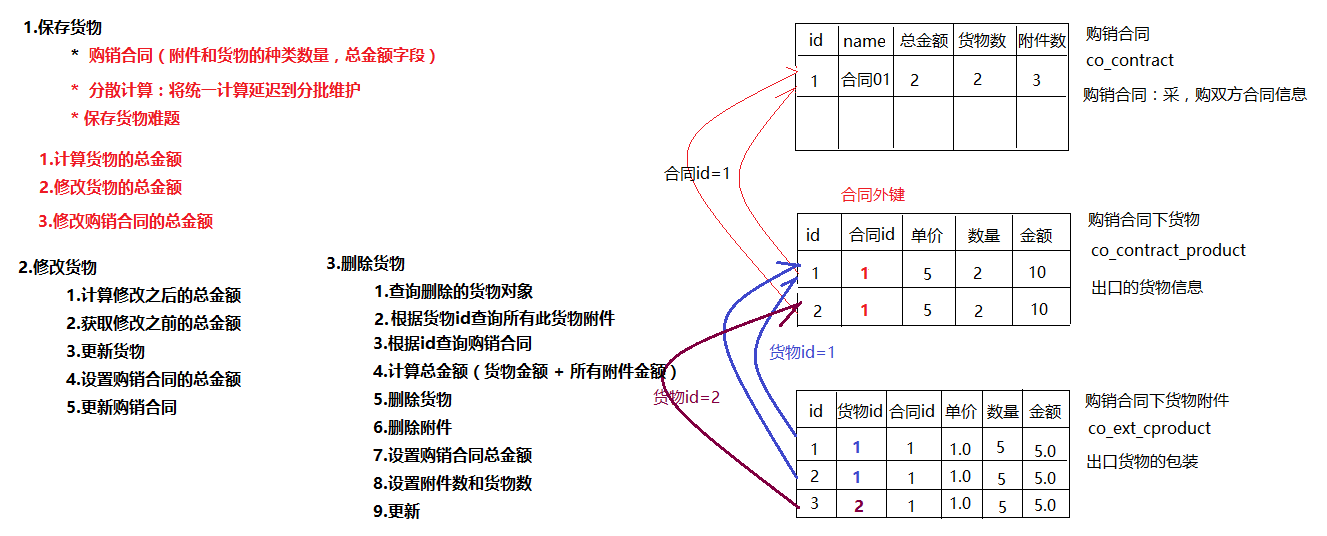 1.保存货物
* 购销合同（附件和货物的种类数量，总金额字段）
* 分散计算：将统一计算延迟到分批维护
* 保存货物难题
1.计算货物的总金额
2.修改货物的总金额
3.修改购销合同的总金额
2.修改货物
1.计算修改之后的总金额
2.获取修改之前的总金额
3.更新货物
4.设置购销合同的总金额
5.更新购销合同
3.删除货物
1.查询删除的货物对象
2.根据货物id查询所有此货物附件
3.根据id查询购销合同
4.计算总金额（货物金额 + 所有附件金额）
5.删除货物
6.删除附件
7.设置购销合同总金额
8.设置附件数和货物数
9.更新
id name 总金额 货物数 附件数
1 合同01 2 2 3
购销合同
co_contract
购销合同：采，购双方合同信息
合同id=1
合同外键
id 合同id 单价 数量 金额
1 1 5 2 10
2 1 5 2 10
购销合同下货物
co_contract_product
出口的货物信息
货物id=1
货物id=2
id 货物id 合同id 单价 数量 金额
1 1 1 1.0 5 5.0
2 1 1 1.0 5 5.0
3 2 1 1.0 5 5.0
购销合同下货物附件
co_ext_cproduct
出口货物的包装